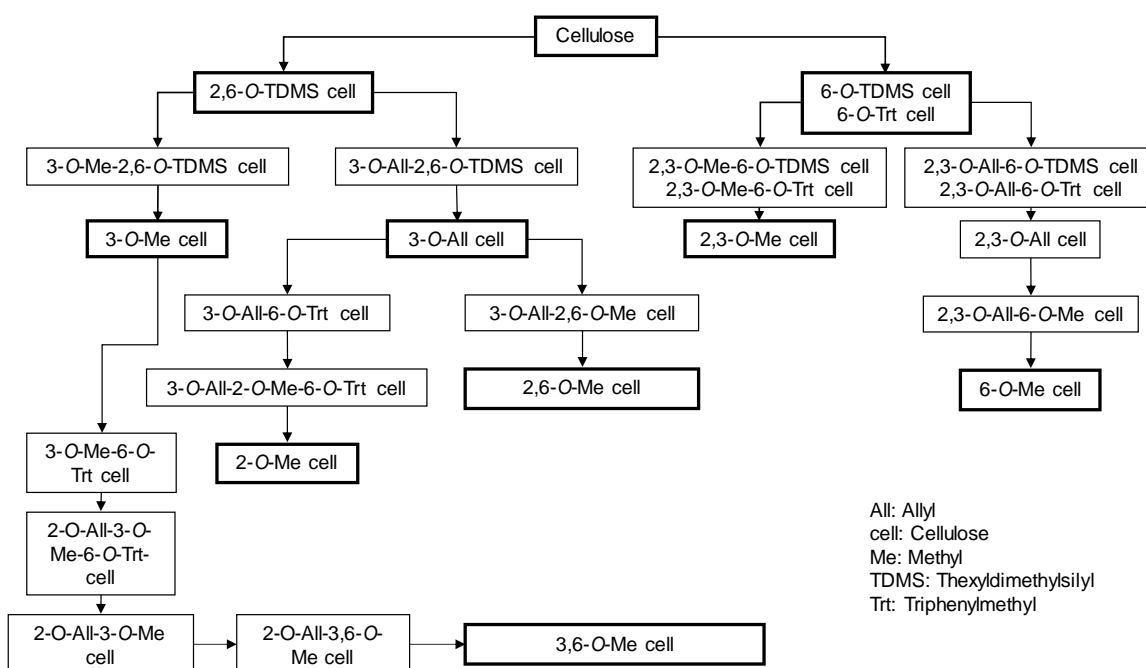 Cellulose
2,6-O-TDMS cell
6-O-TDMS cell
6-O-Trt cell
3-O-Me-2,6-O-TDMS cell
3-O-All-2,6-O-TDMS cell
2,3-O-Me-6-O-TDMS cell
2,3-O-Me-6-O-Trt cell
2,3-O-All-6-O-TDMS cell
2,3-O-All-6-O-Trt cell
3-O-Me cell
3-O-All cell
2,3-O-Me cell
2,3-O-All cell
3-O-All-6-O-Trt cell
3-O-All-2,6-O-Me cell
2,3-O-All-6-O-Me cell
3-O-All-2-O-Me-6-O-Trt cell
2,6-O-Me cell
6-O-Me cell
3-O-Me-6-O-
Trt cell
2-O-Me cell
2-O-All-3-O-
Me-6-O-Trt-
cell
All: Allyl
cell: Cellulose
Me: Methyl
TDMS: Thexyldimethylsilyl
Trt: Triphenylmethyl
2-O-All-3-O-Me
cell
2-O-All-3,6-O-
Me cell
3,6-O-Me cell